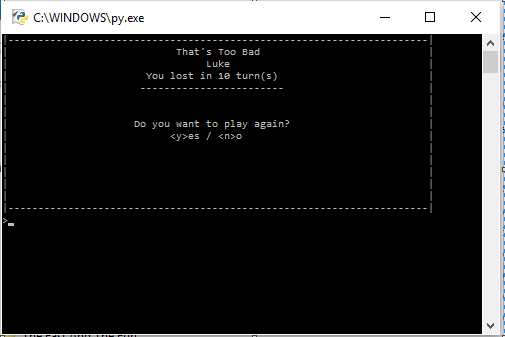 C:\WINDOWS\py.exe
That's Too Bad
Luke
You lost in 10 turn(s)
------------------------
Do you want to play again?
<y>es / <n>o
>